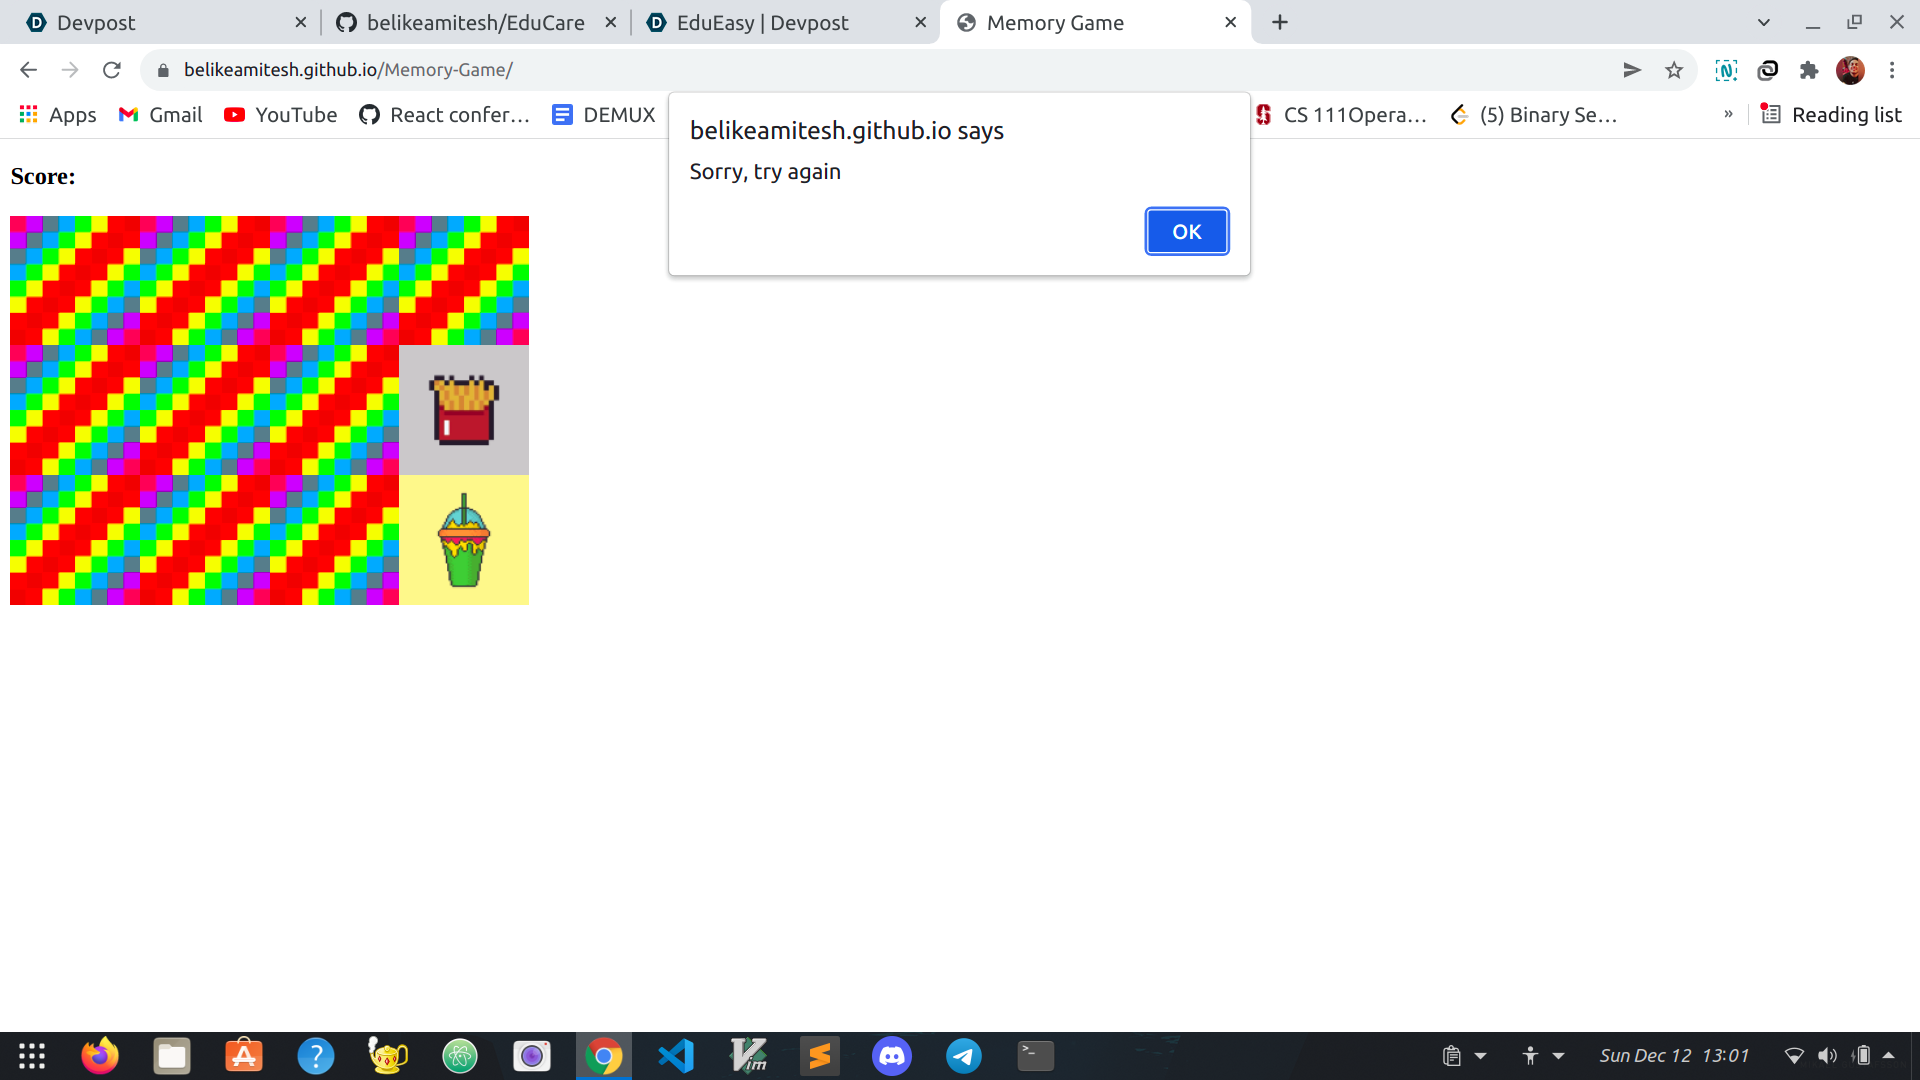 Devpost
belikeamitesh/EduCare
EduEasy | Devpost
Memory Game
belikeamitesh.github.io/Memory-Game/
Apps
Gmail
YouTube
React confer...
DEMUX
CS 111Opera...
(5) Binary Se...
»
Reading list
belikeamitesh.github.io says
Sorry, try again
OK
Score:
Sun Dec 12 13:01